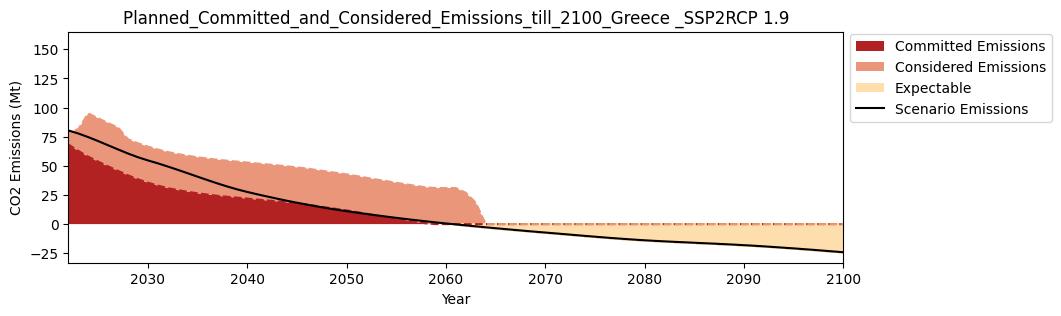 Planned_Committed_and_Considered_Emissions_till_2100_Greece _SSP2RCP 1.9
CO2 Emissions (Mt)
150
125
100
75
50
25
0
−25
2030 2040 2050 2060 2070 2080 2090 2100
Year
Committed Emissions
Considered Emissions
Expectable
Scenario Emissions